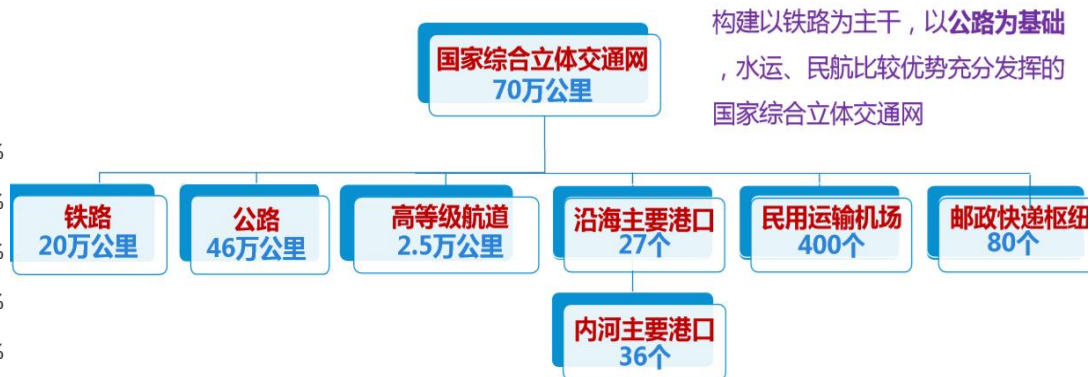 构建以铁路为主干，以公路为基础
，水运、民航比较优势充分发挥的
国家综合立体交通网
国家综合立体交通网
70万公里
%
%
%
%
%
铁路
20万公里
公路
46万公里
高等级航道
2.5万公里
沿海主要港口
27个
民用运输机场
400个
邮政快递枢纽
80个
内河主要港口
36个